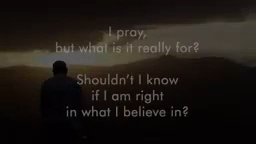 I pray,
but what is it really for?
Shouldn't I know
if I am right
in what I believe in?